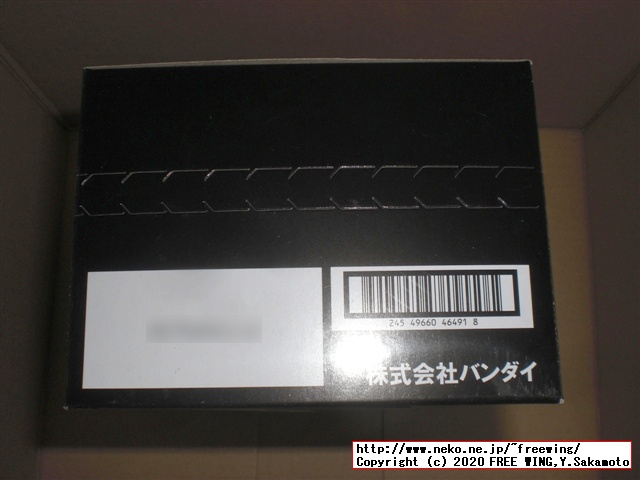 245 49660 46491 8
株式会社バンダイ
http://www.neko.ne.jp/~freewing/
Copyright (c) 2020 FREE WING,Y.Sakamoto